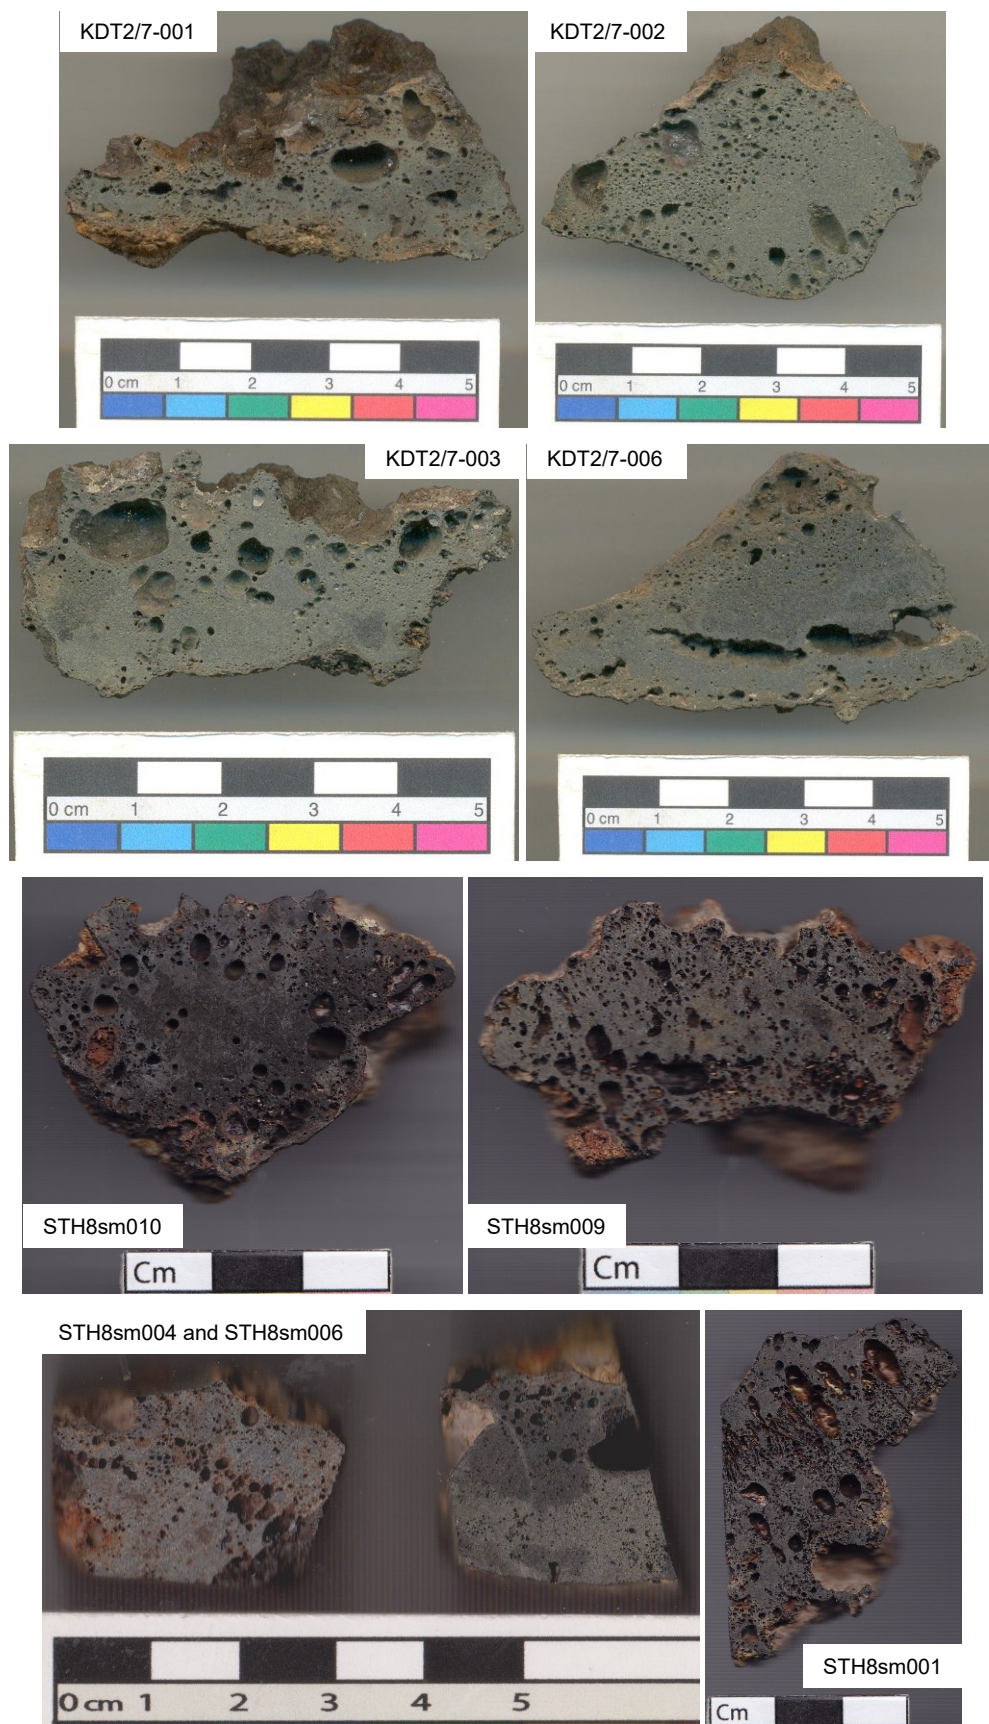 KDT2/7-001
KDT2/7-002
0 cm 1 2 3 4 5
0 cm 1 2 3 4 5
KDT2/7-003
KDT2/7-006
0 cm 1 2 3 4 5
0 cm 1 2 3 4 5
STH8sm010
STH8sm009
Cm
Cm
STH8sm004 and STH8sm006
0 cm 1 2 3 4 5
STH8sm001
Cm